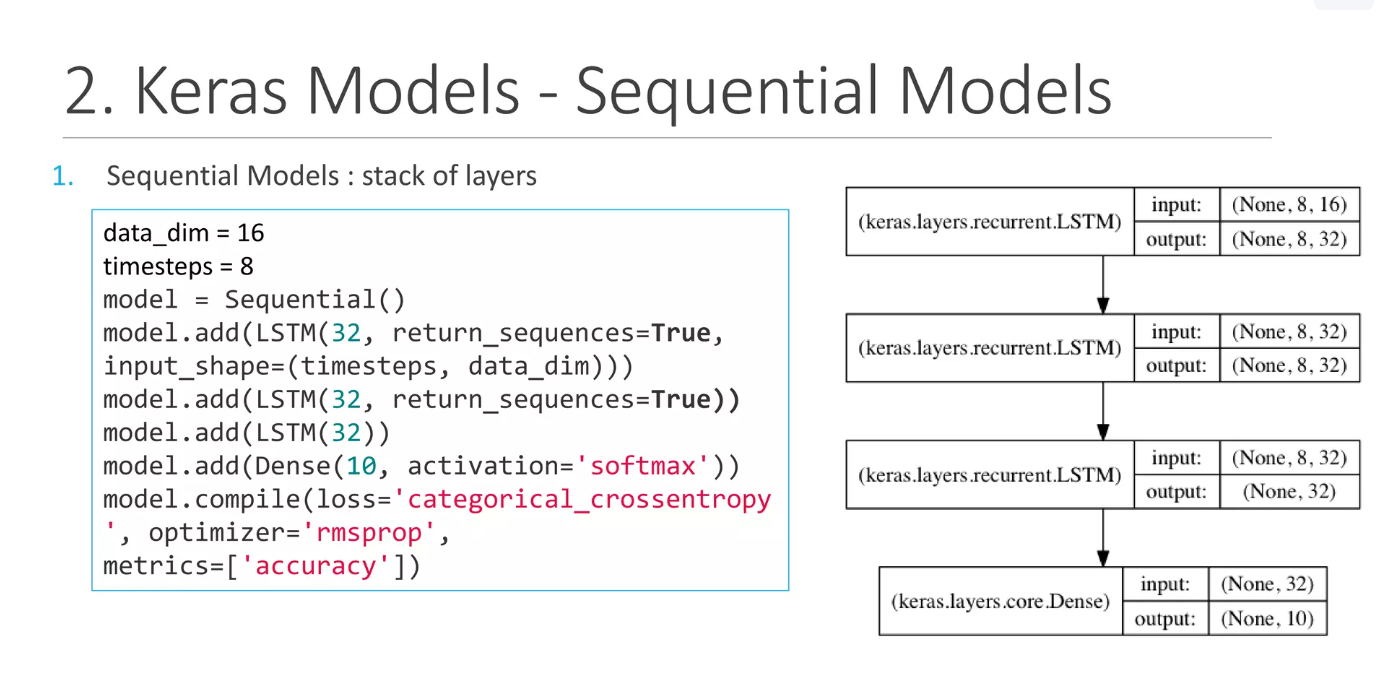 2. Keras Models - Sequential Models
1. Sequential Models : stack of layers
data_dim = 16
timesteps = 8
model = Sequential()
model.add(LSTM(32, return_sequences=True,
input_shape=(timesteps, data_dim)))
model.add(LSTM(32, return_sequences=True))
model.add(LSTM(32))
model.add(Dense(10, activation='softmax'))
model.compile(loss='categorical_crossentropy
', optimizer='rmsprop',
metrics=['accuracy'])
(keras.layers.recurrent.LSTM)
input: (None, 8, 16)
output: (None, 8, 32)
(keras.layers.recurrent.LSTM)
input: (None, 8, 32)
output: (None, 8, 32)
(keras.layers.recurrent.LSTM)
input: (None, 8, 32)
output: (None, 32)
(keras.layers.core.Dense)
input: (None, 32)
output: (None, 10)